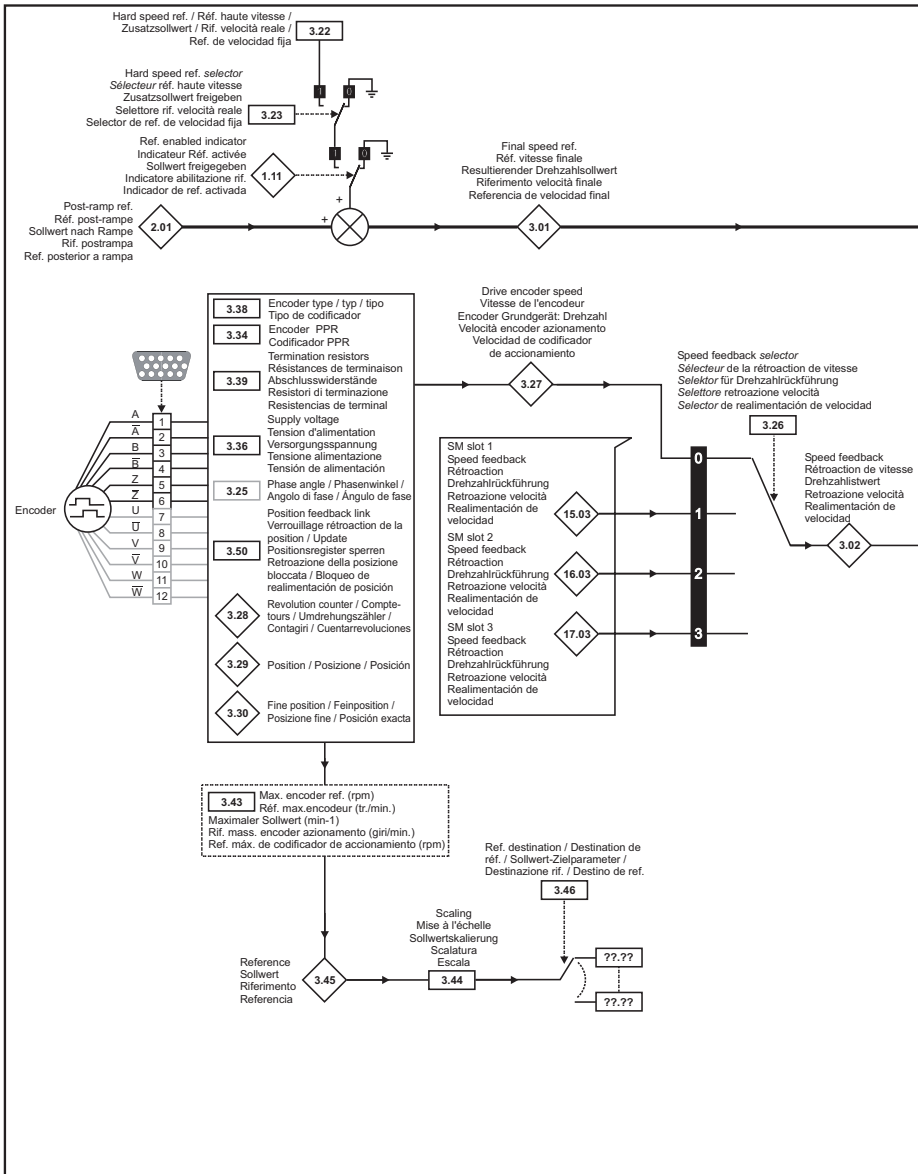 Hard speed ref. / Réf. haute vitesse /
Zusatzsollwert / Rif. velocità reale /
Ref. de velocidad fija
3.22
Hard speed ref. selector
Sélecteur réf. haute vitesse
Zusatzsollwert freigeben
Selettore rif. velocità reale
Selector de ref. de velocidad fija
3.23
1 0
Ref. enabled indicator
Indicateur Réf. activée
Sollwert freigegeben
Indicatore abilitazione rif.
Indicador de ref. activada
1.11
1 0
Post-ramp ref.
Réf. post-rampe
Sollwert nach Rampe
Rif. postrampa
Ref. posterior a rampa
2.01
+
+
Final speed ref.
Réf. vitesse finale
Resultierender Drehzahlsollwert
Riferimento velocità finale
Referencia de velocidad final
3.01
Encoder
A
A̅
B
B̅
Z
Z̅
U
U̅
V
V̅
W
W̅
1
2
3
4
5
6
7
8
9
10
11
12
3.38
Encoder type / typ / tipo
Tipo de codificador
3.34
Encoder PPR
Codificador PPR
3.39
Termination resistors
Résistances de terminaison
Abschlusswiderstände
Resistori di terminazione
Resistencias de terminal
3.36
Supply voltage
Tension d'alimentation
Versorgungsspannung
Tensione alimentazione
Tensión de alimentación
3.25
Phase angle / Phasenwinkel /
Angolo di fase / Ángulo de fase
3.50
Position feedback link
Verrouillage rétroaction de la
position / Update
Positionsregister sperren
Retroazione della posizione
bloccata / Bloqueo de
realimentación de posición
3.28
Revolution counter / Compte-
tours / Umdrehungszähler /
Contagiri / Cuentarrevoluciones
3.29
Position / Posizione / Posición
3.30
Fine position / Feinposition /
Posizione fine / Posición exacta
Drive encoder speed
Vitesse de l'encodeur
Encoder Grundgerät: Drehzahl
Velocità encoder azionamento
Velocidad de codificador
de accionamiento
3.27
SM slot 1
Speed feedback
Rétroaction
Drehzahlrückführung
Retroazione velocità
Realimentación de
velocidad
15.03
SM slot 2
Speed feedback
Rétroaction
Drehzahlrückführung
Retroazione velocità
Realimentación de
velocidad
16.03
SM slot 3
Speed feedback
Rétroaction
Drehzahlrückführung
Retroazione velocità
Realimentación de
velocidad
17.03
0
1
2
3
Speed feedback selector
Sélecteur de la rétroaction de vitesse
Selektor für Drehzahlrückführung
Selettore retroazione velocità
Selector de realimentación de velocidad
3.26
Speed feedback
Rétroaction de vitesse
Drehzahlistwert
Retroazione velocità
Realimentación de
velocidad
3.02
3.43
Max. encoder ref. (rpm)
Réf. max.encodeur (tr./min.)
Maximaler Sollwert (min-1)
Rif. mass. encoder azionamento (giri/min.)
Ref. máx. de codificador de accionamiento (rpm)
Reference
Sollwert
Riferimento
Referencia
3.45
Scaling
Mise à l'échelle
Sollwertskalierung
Scalatura
Escala
3.44
Ref. destination / Destination de
réf. / Sollwert-Zielparameter /
Destinazione rif. / Destino de ref.
3.46
??.??
??.??